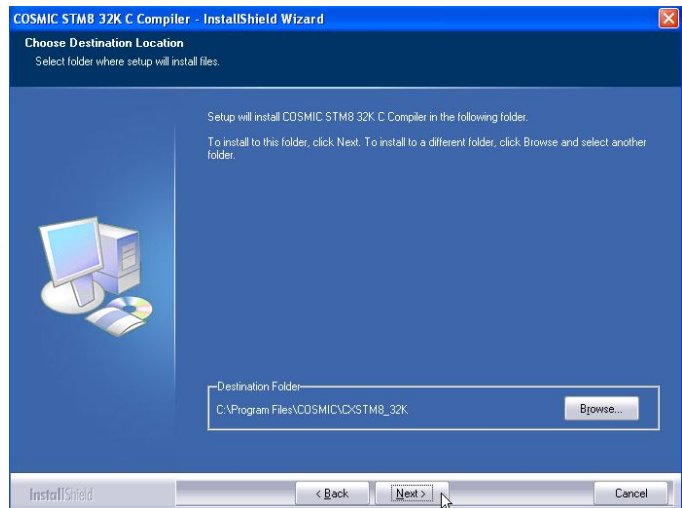 COSMIC STM8 32K C Compiler - InstallShield Wizard
Choose Destination Location
Select folder where setup will install files.
Setup will install COSMIC STM8 32K C Compiler in the following folder.
To install to this folder, click Next. To install to a different folder, click Browse and select another
folder.
Destination Folder
C:\Program Files\COSMIC\CXSTM8_32K
Browse...
InstallShield
< Back
Next >
Cancel